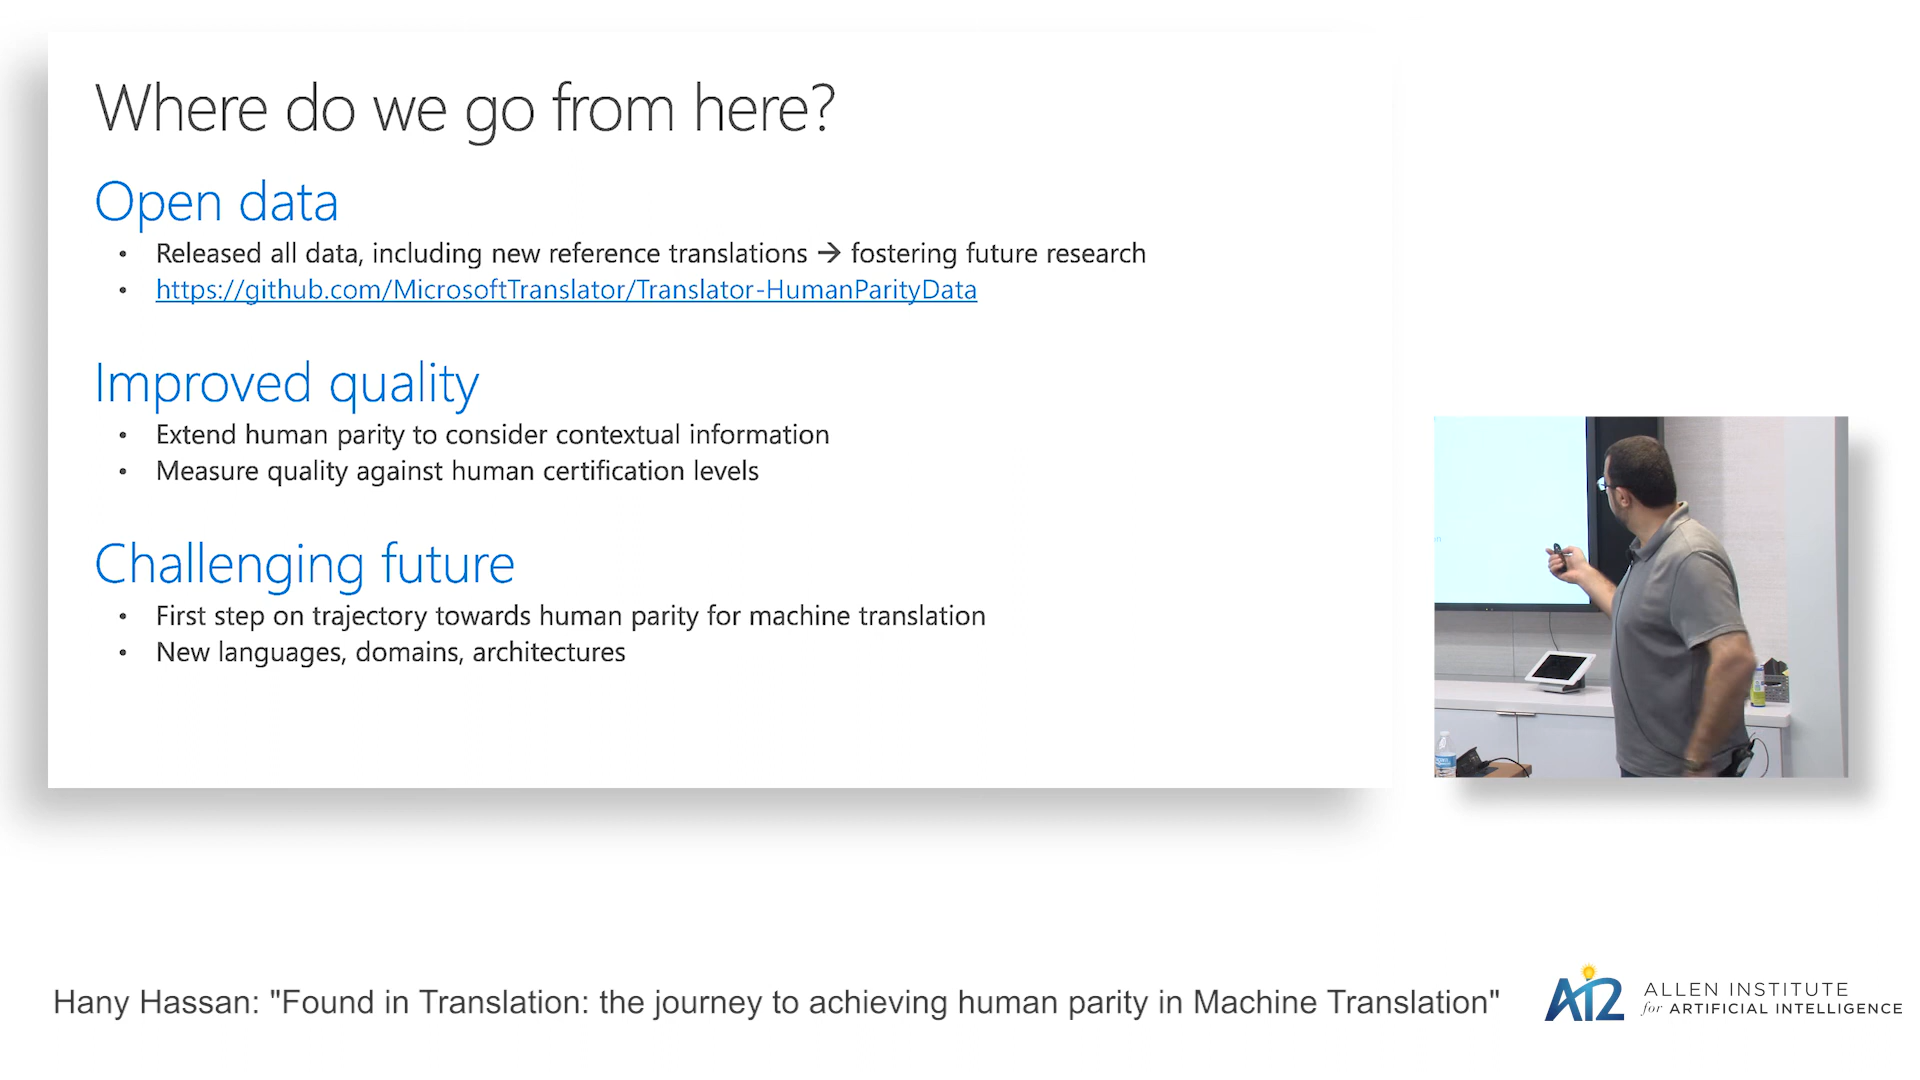 Where do we go from here?
Open data
• Released all data, including new reference translations → fostering future research
• https://github.com/MicrosoftTranslator/Translator-HumanParityData
Improved quality
• Extend human parity to consider contextual information
• Measure quality against human certification levels
Challenging future
• First step on trajectory towards human parity for machine translation
• New languages, domains, architectures
Hany Hassan: "Found in Translation: the journey to achieving human parity in Machine Translation"
AI2
ALLEN INSTITUTE
for ARTIFICIAL INTELLIGENCE